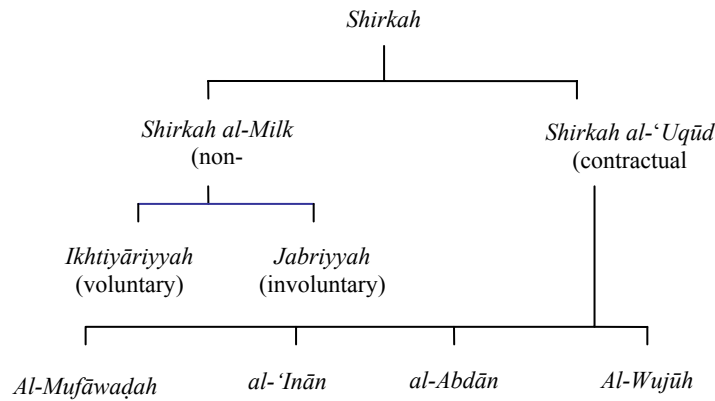 Shirkah
Shirkah al-Milk
(non-
Shirkah al-‘Uqūd
(contractual
Ikhtiyāriyyah
(voluntary)
Jabriyyah
(involuntary)
Al-Mufāwaḍah
al-‘Inān
al-Abdān
Al-Wujūh